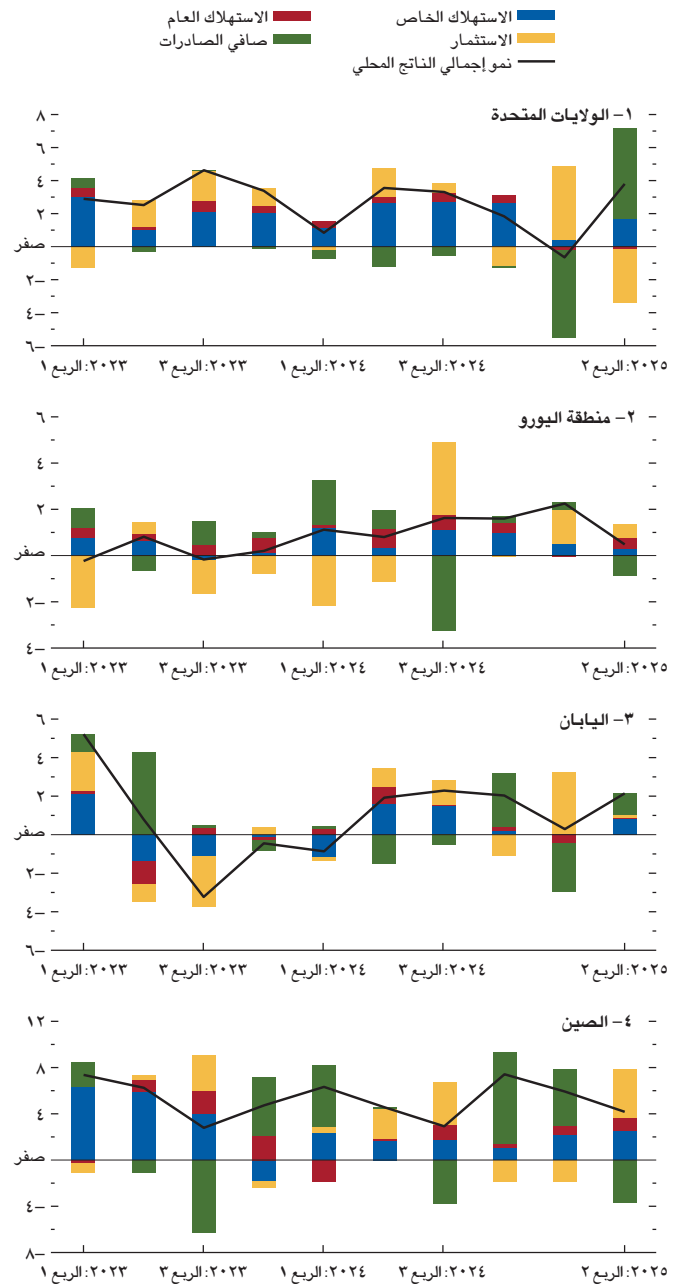 الاستهلاك الخاص
الاستهلاك العام
الاستثمار
صافي الصادرات
نمو إجمالي الناتج المحلي
١– الولايات المتحدة
٨
٦
٤
٢
صفر
٢–
٤–
٦–
٢٠٢٣: الربع ١
٢٠٢٣: الربع ٣
٢٠٢٤: الربع ١
٢٠٢٤: الربع ٣
٢٠٢٥: الربع ٢
٢– منطقة اليورو
٦
٤
٢
صفر
٢–
٤–
٢٠٢٣: الربع ١
٢٠٢٣: الربع ٣
٢٠٢٤: الربع ١
٢٠٢٤: الربع ٣
٢٠٢٥: الربع ٢
٣– اليابان
٦
٤
٢
صفر
٢–
٤–
٦–
٢٠٢٣: الربع ١
٢٠٢٣: الربع ٣
٢٠٢٤: الربع ١
٢٠٢٤: الربع ٣
٢٠٢٥: الربع ٢
٤– الصين
١٢
٨
٤
صفر
٤–
٨–
٢٠٢٣: الربع ١
٢٠٢٣: الربع ٣
٢٠٢٤: الربع ١
٢٠٢٤: الربع ٣
٢٠٢٥: الربع ٢